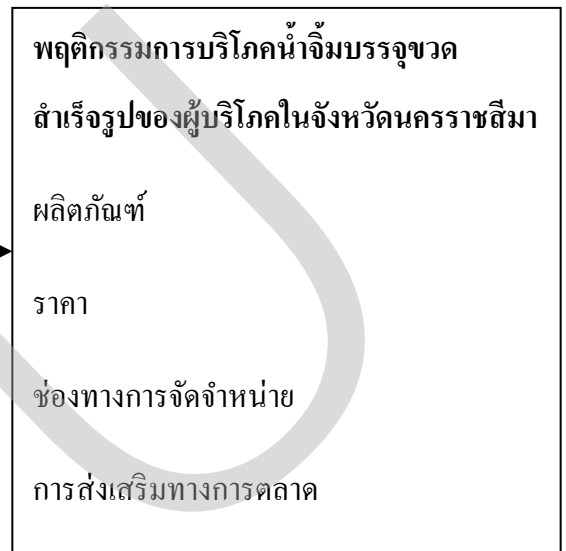 พฤติกรรมการบริโภคน้ำจิ้มบรรจุขวด
สำเร็จรูปของผู้บริโภคในจังหวัดนครราชสีมา
ผลิตภัณฑ์
ราคา
ช่องทางการจัดจำหน่าย
การส่งเสริมทางการตลาด